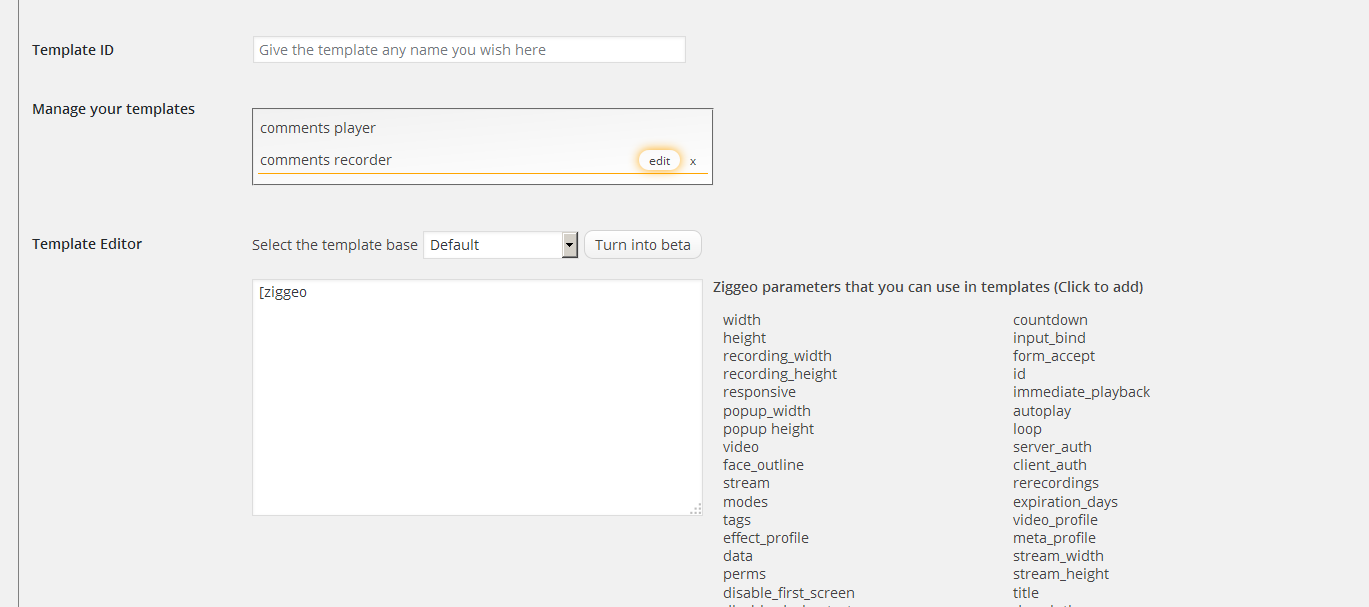 Template ID
Give the template any name you wish here
Manage your templates
comments player
comments recorder edit x
Template Editor
Select the template base Default Turn into beta
[ziggeo
Ziggeo parameters that you can use in templates (Click to add)
width
height
recording_width
recording_height
responsive
popup_width
popup height
video
face_outline
stream
modes
tags
effect_profile
data
perms
disable_first_screen
countdown
input_bind
form_accept
id
immediate_playback
autoplay
loop
server_auth
client_auth
rerecordings
expiration_days
video_profile
meta_profile
stream_width
stream_height
title